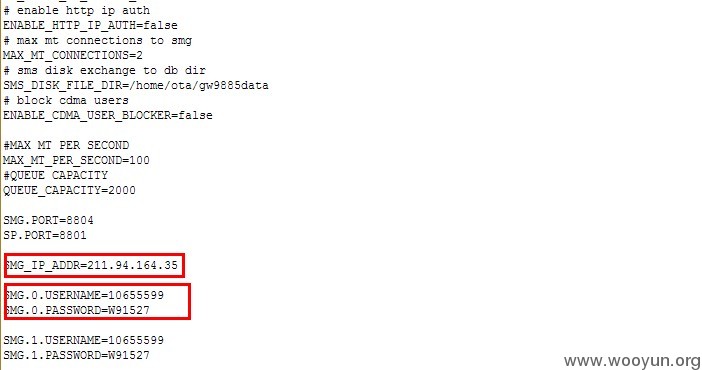 # enable http ip auth
ENABLE_HTTP_IP_AUTH=false
# max mt connections to smg
MAX_MT_CONNECTIONS=2
# sms disk exchange to db dir
SMS_DISK_FILE_DIR=/home/ota/gw9885data
# block cdma users
ENABLE_CDMA_USER_BLOCKER=false
#MAX MT PER SECOND
MAX_MT_PER_SECOND=100
#QUEUE CAPACITY
QUEUE_CAPACITY=2000
SMG.PORT=8804
SP.PORT=8801
SMG_IP_ADDR=211.94.164.35
SMG.0.USERNAME=10655599
SMG.0.PASSWORD=W91527
SMG.1.USERNAME=10655599
SMG.1.PASSWORD=W91527
www.wooyun.org